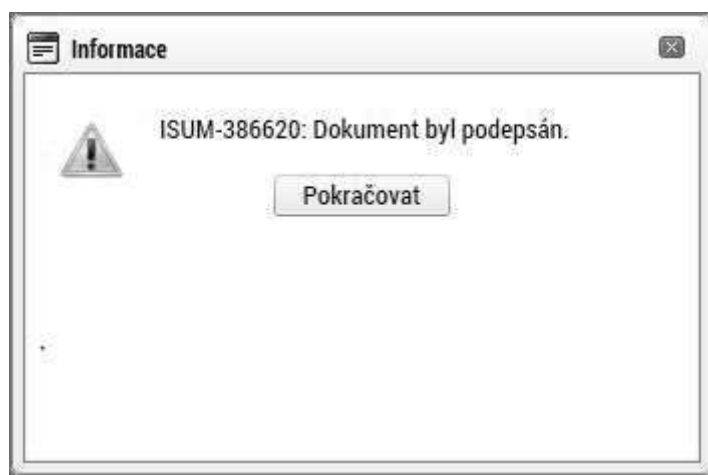 Informace
ISUM-386620: Dokument byl podepsán.
Pokračovat